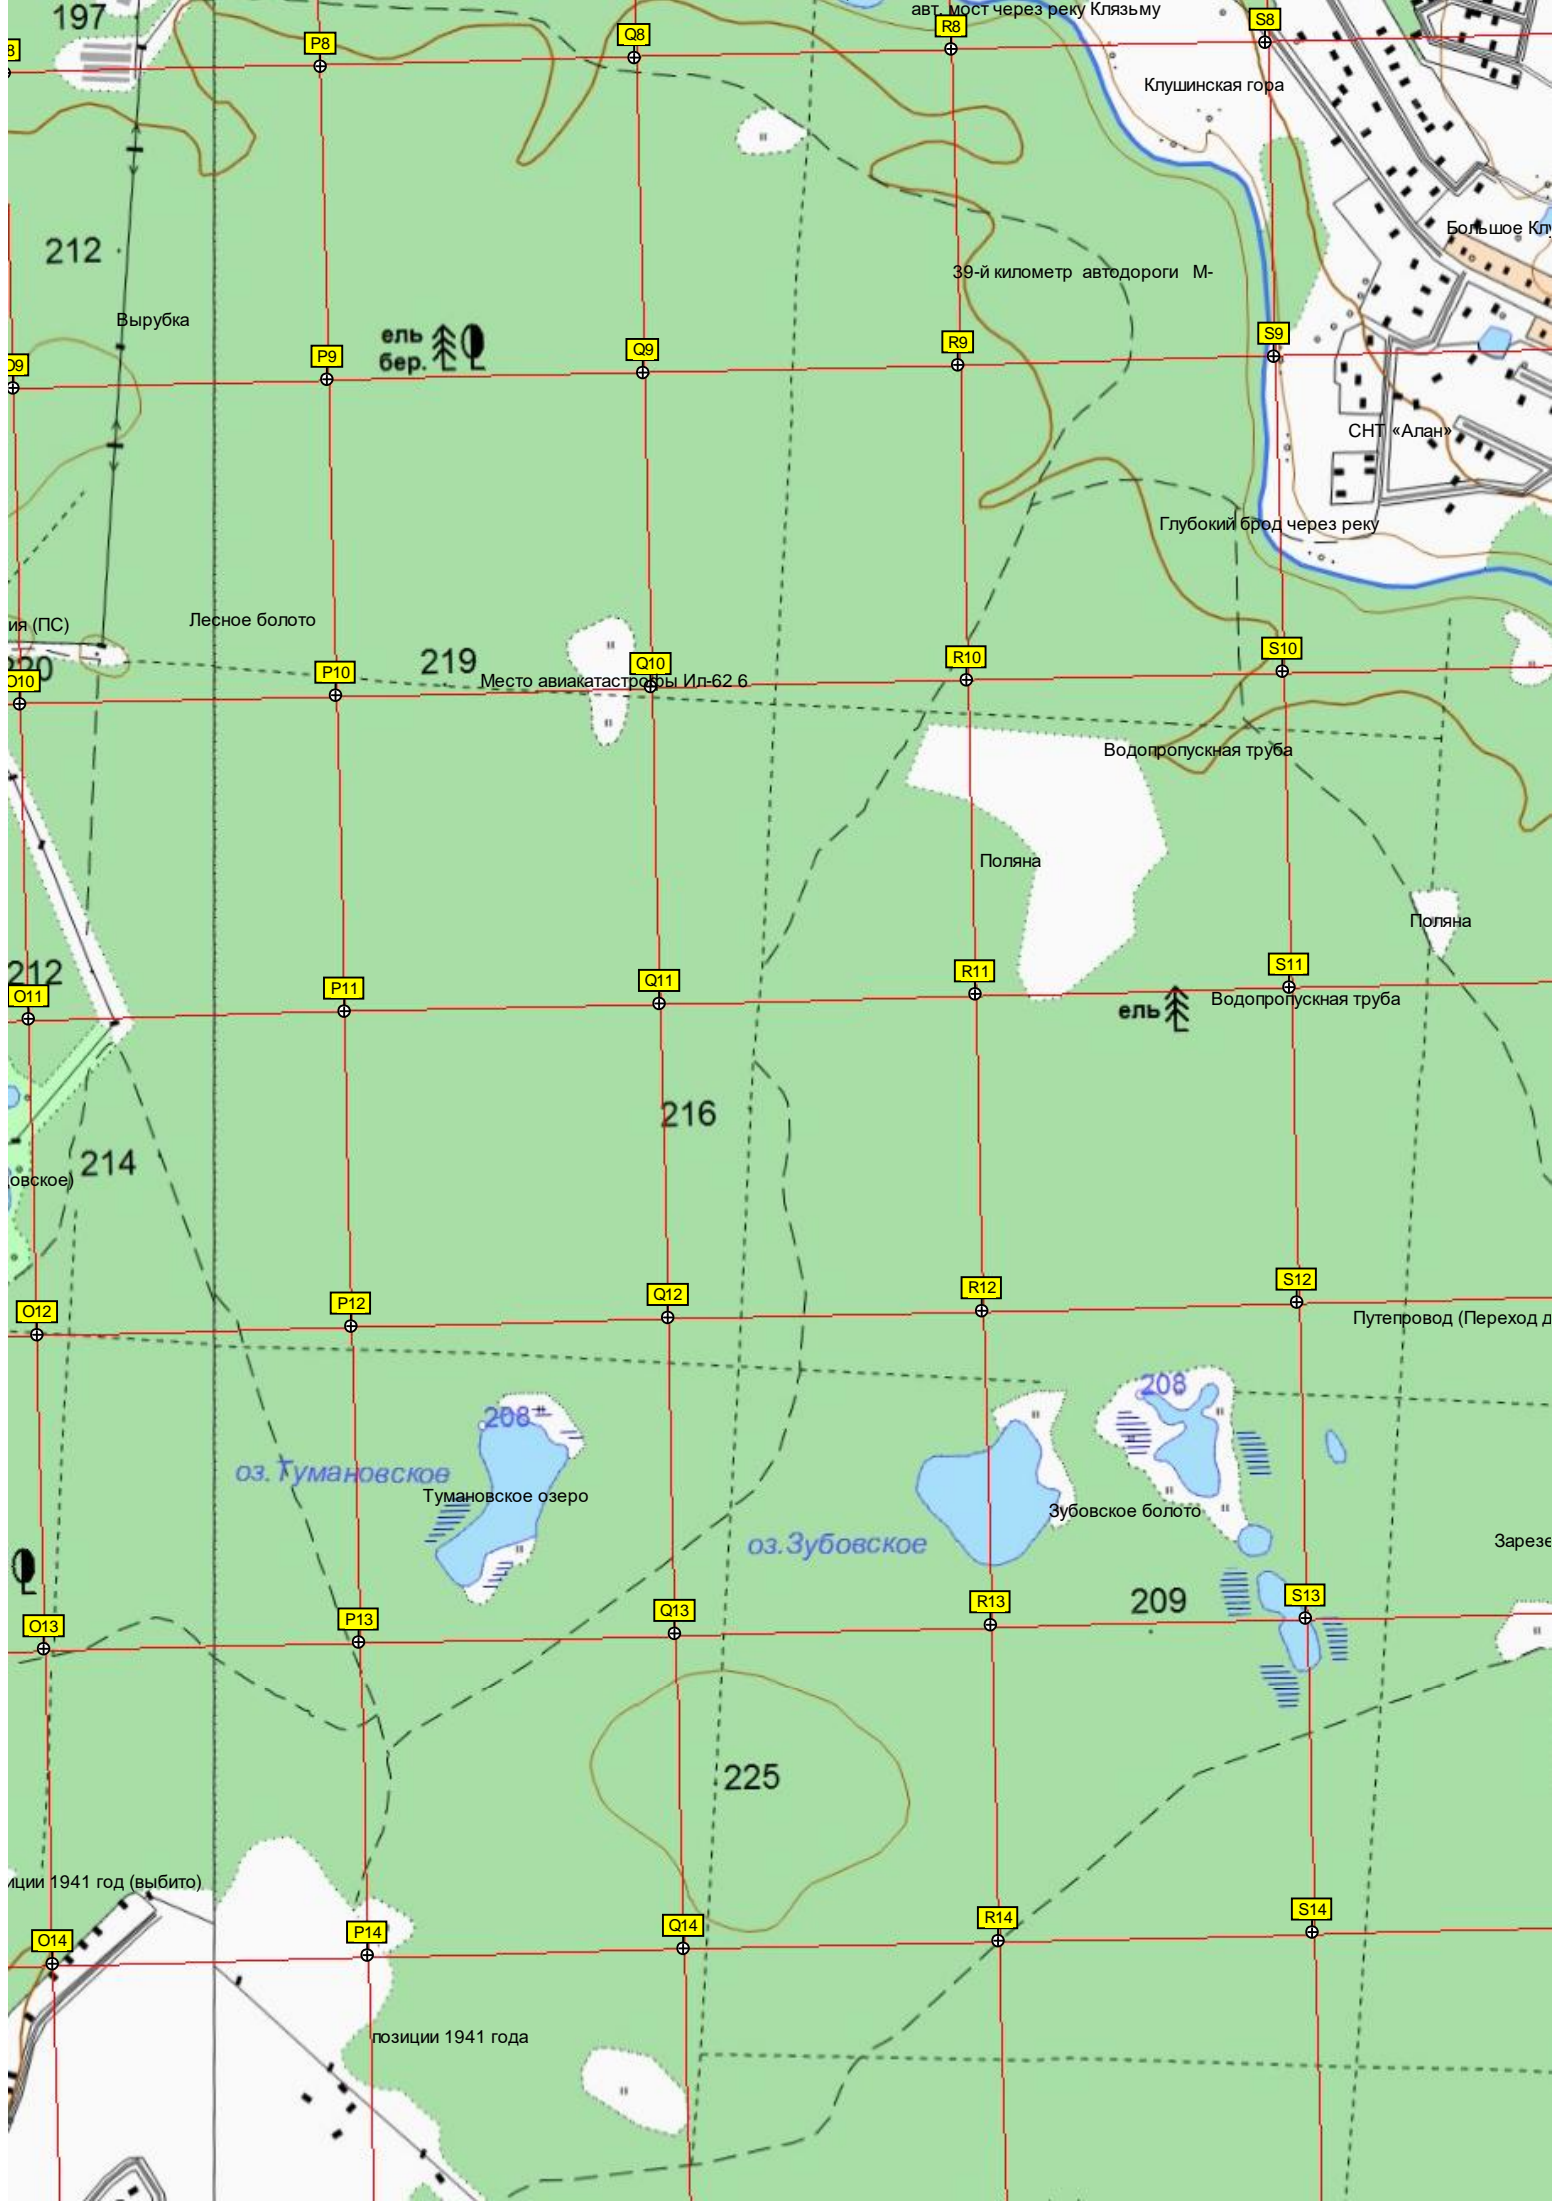 авт. мост через реку Клязьму
197
P8
Q8
R8
S8
8
Клушинская гора
Большое Клу
212
39-й километр автодороги М-
Вырубка
ель
бер.
O9
P9
Q9
R9
S9
СНТ «Алан»
Глубокий брод через реку
ия (ПС)
Лесное болото
219
220
O10
P10
Q10
R10
S10
Место авиакатастрофы Ил-62 6
Водопропускная труба
Поляна
Поляна
212
O11
P11
Q11
R11
S11
ель
Водопропускная труба
216
214
овское)
O12
P12
Q12
R12
S12
Путепровод (Переход д
208
208
оз.Тумановское
Тумановское озеро
Зубовское болото
оз.Зубовское
Зарезе
209
O13
P13
Q13
R13
S13
225
иции 1941 год (выбито)
O14
P14
Q14
R14
S14
позиции 1941 года